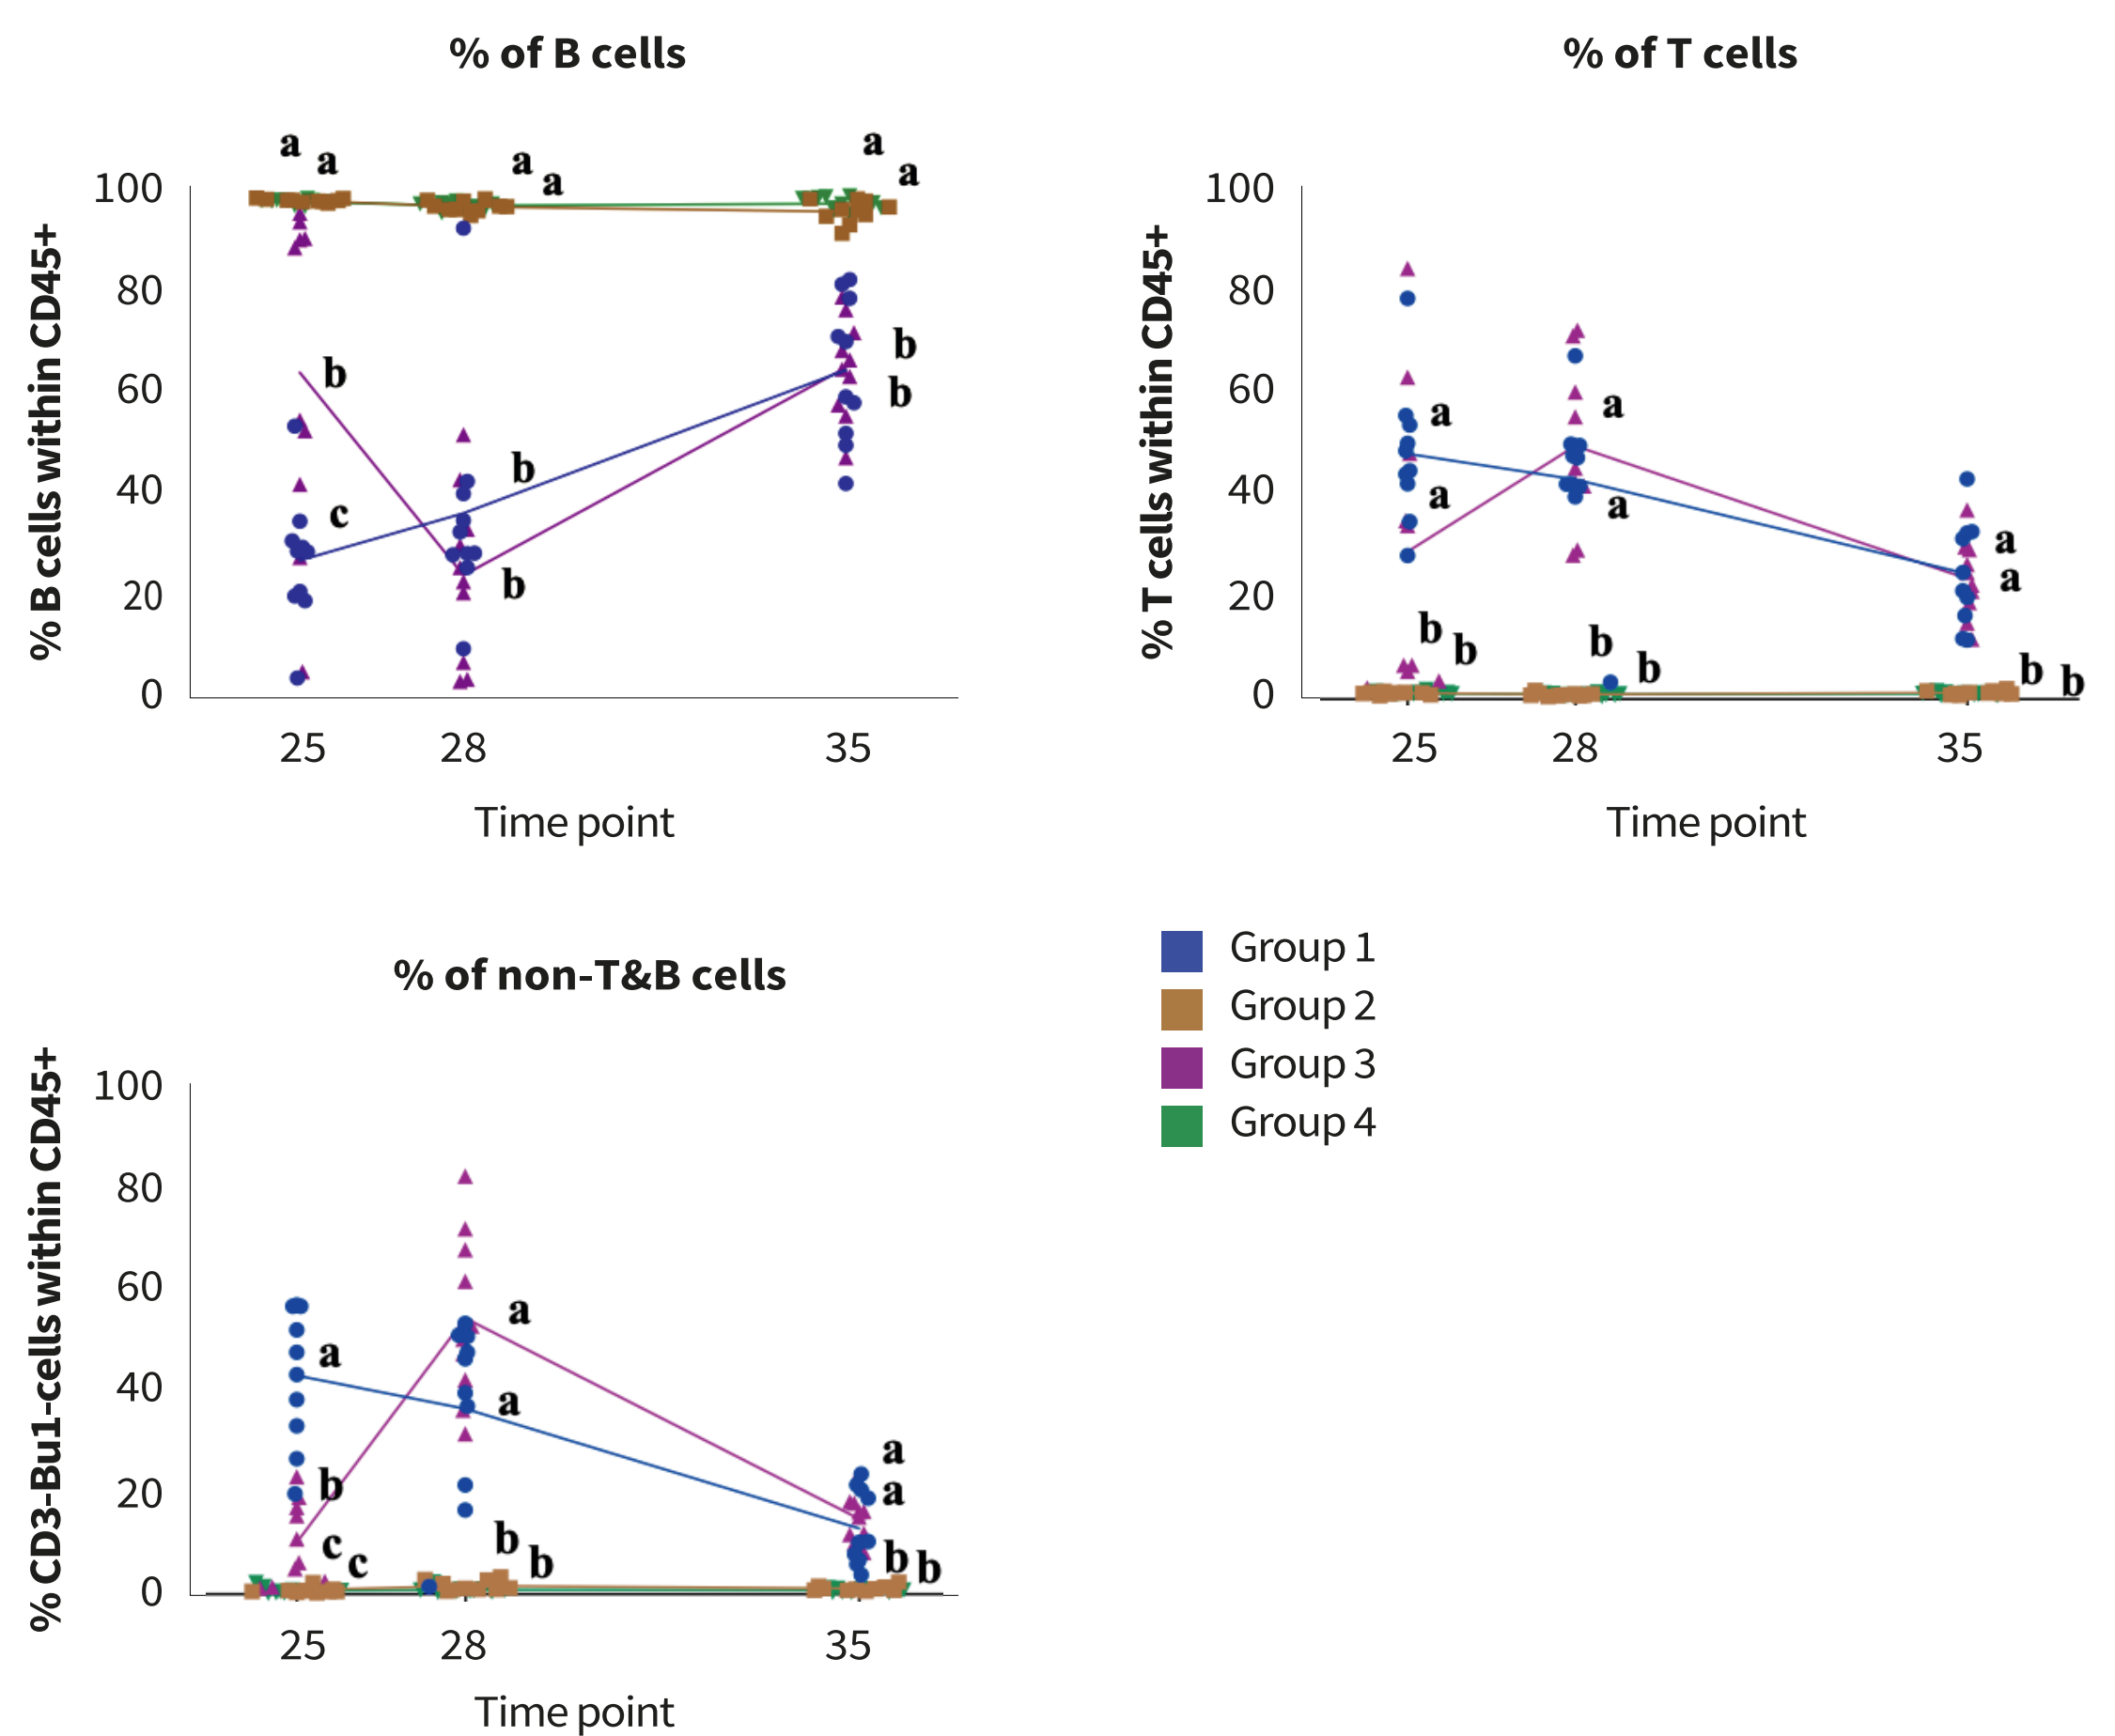 % of B cells
% B cells within CD45+
100
80
60
40
20
0
a
a
a
a
a
a
b
c
b
b
b
b
25
28
35
Time point
% of T cells
% T cells within CD45+
100
80
60
40
20
0
a
a
a
a
a
a
b
b
b
b
b
b
25
28
35
Time point
% of non-T&B cells
% CD3-Bu1-cells within CD45+
100
80
60
40
20
0
a
b
c
c
a
a
b
b
a
a
b
b
25
28
35
Time point
Group 1
Group 2
Group 3
Group 4